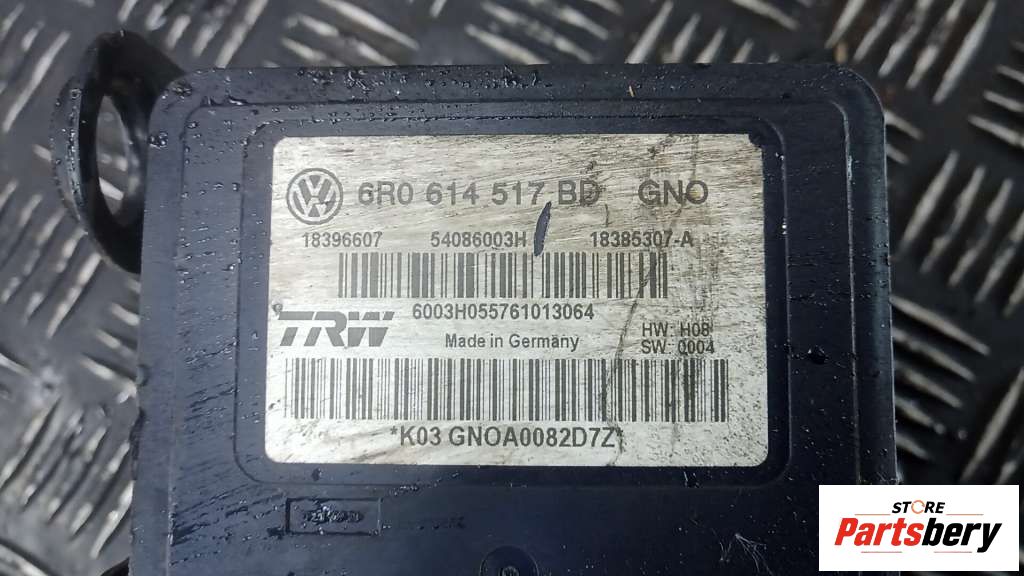 6R0 614 517 BD GNO
18396607 54086003H 18385307-A
6003H055761013064
TRW
Made in Germany
HW. H08
SW. 0004
*K03 GNOA0082D7Z*
STORE
Partsbery